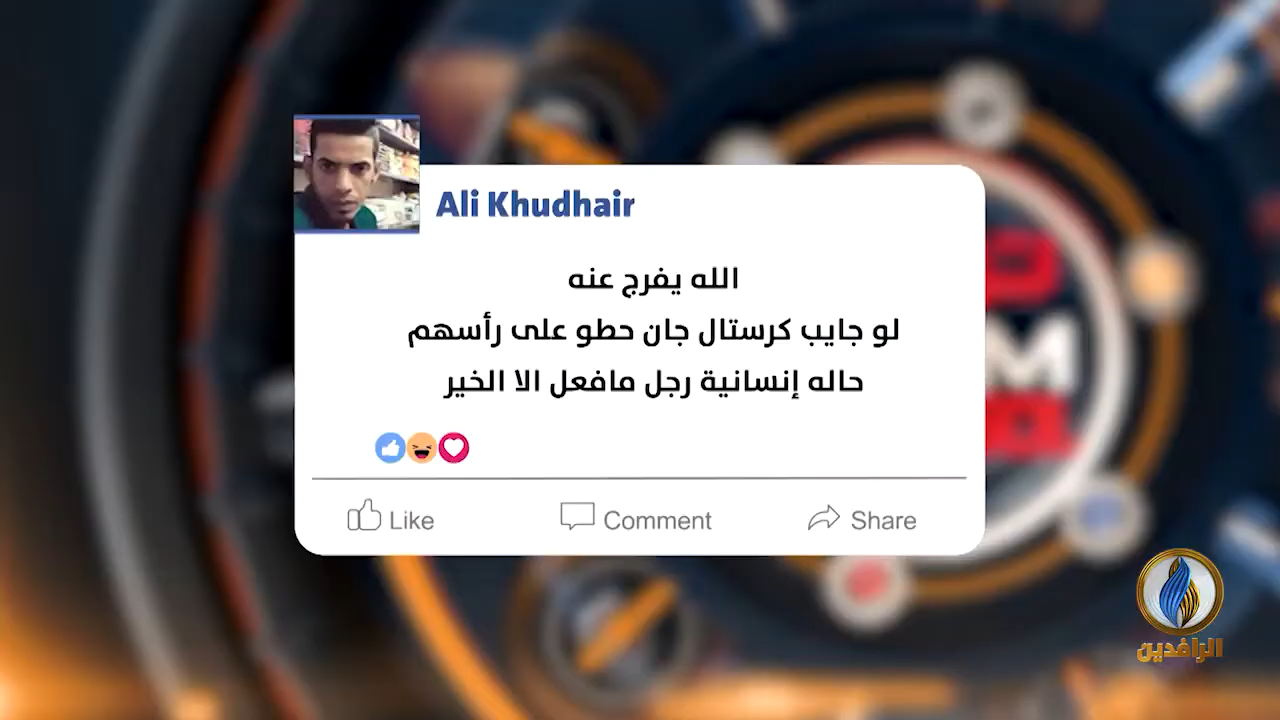 Ali Khudhair
الله يفرج عنه
لو جايب كرستال جان حطو على رأسهم
حاله إنسانية رجل مافعل الا الخير
Like
Comment
Share
الرافدين